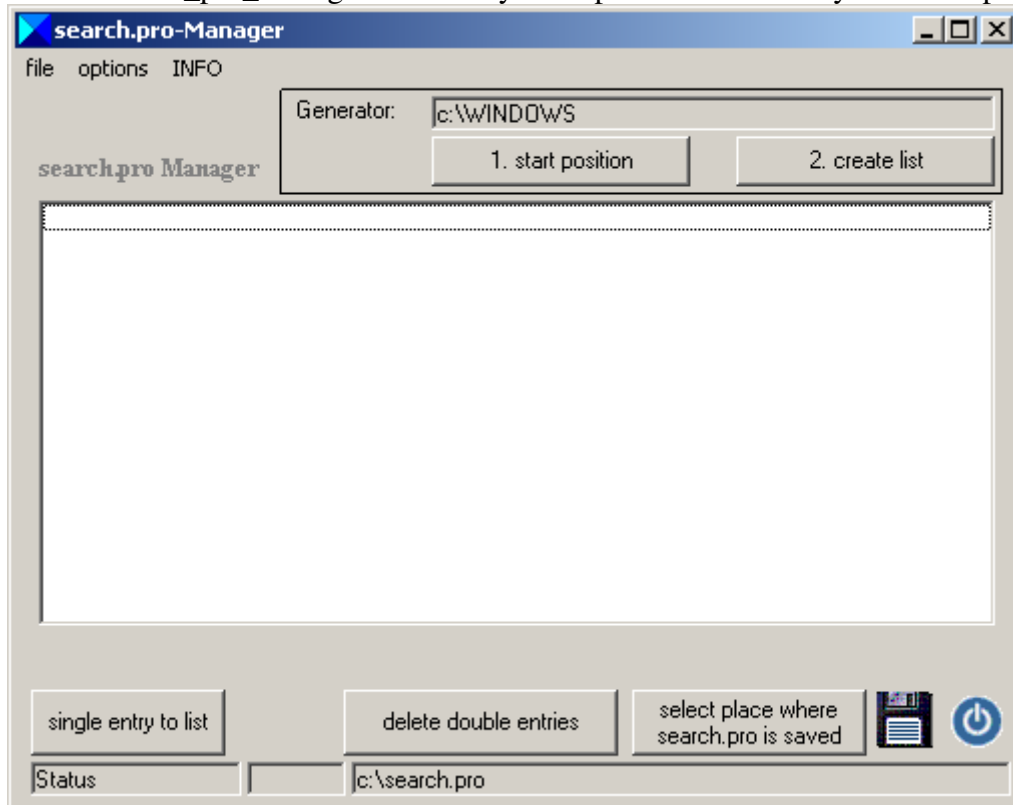 search.pro-Manager
file options INFO
Generator: c:\WINDOWS
1. start position 2. create list
search.pro Manager
single entry to list
delete double entries
select place where
search.pro is saved
Status
c:\search.pro